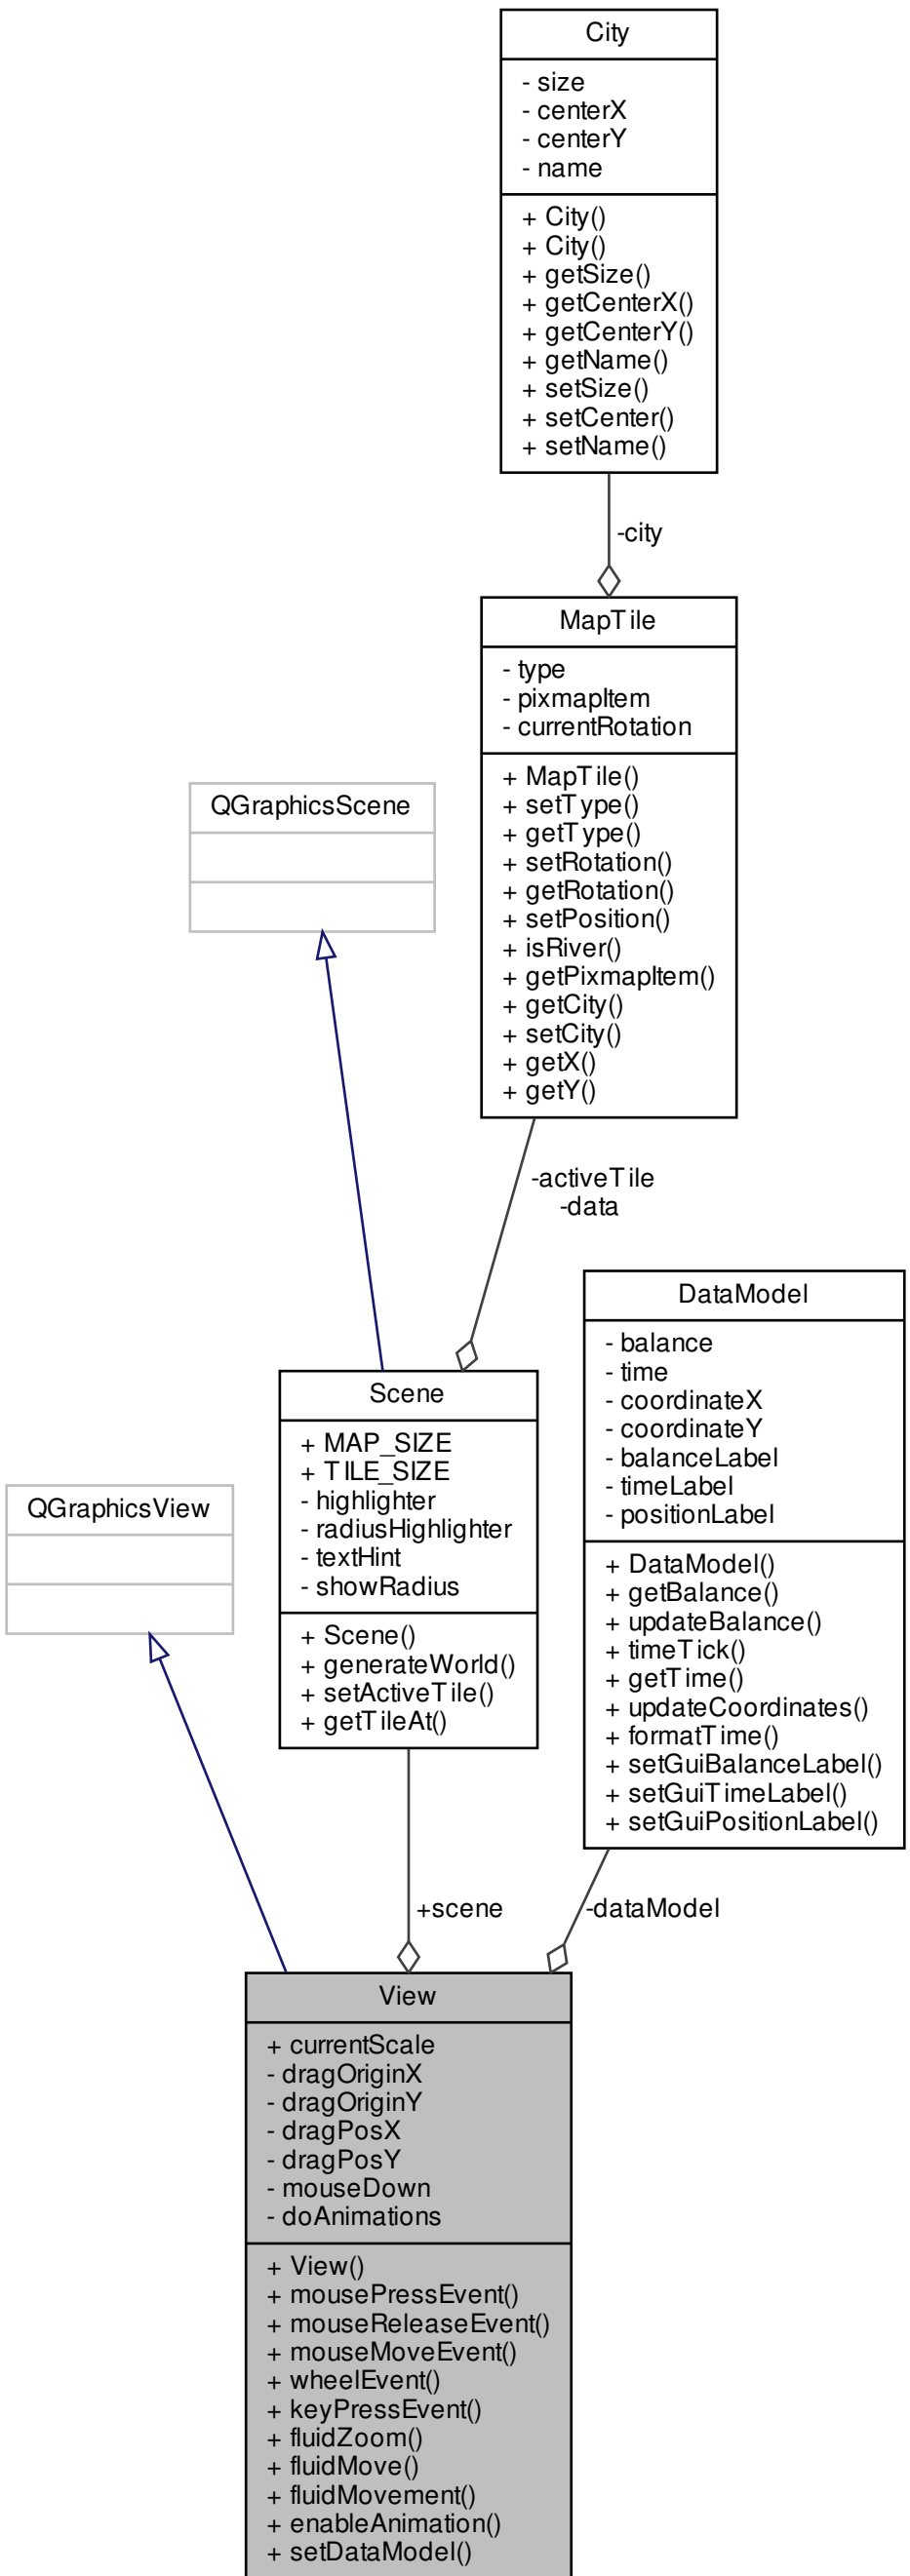 City
- size
- centerX
- centerY
- name
+ City()
+ City()
+ getSize()
+ getCenterX()
+ getCenterY()
+ getName()
+ setSize()
+ setCenter()
+ setName()
-city
MapTile
- type
- pixmapItem
- currentRotation
+ MapTile()
+ setType()
+ getType()
+ setRotation()
+ getRotation()
+ setPosition()
+ isRiver()
+ getPixmapItem()
+ getCity()
+ setCity()
+ getX()
+ getY()
QGraphicsScene
-activeTile
-data
DataModel
- balance
- time
- coordinateX
- coordinateY
- balanceLabel
- timeLabel
- positionLabel
+ DataModel()
+ getBalance()
+ updateBalance()
+ timeTick()
+ getTime()
+ updateCoordinates()
+ formatTime()
+ setGuiBalanceLabel()
+ setGuiTimeLabel()
+ setGuiPositionLabel()
Scene
+ MAP_SIZE
+ TILE_SIZE
- highlighter
- radiusHighlighter
- textHint
- showRadius
+ Scene()
+ generateWorld()
+ setActiveTile()
+ getTileAt()
QGraphicsView
+scene
-dataModel
View
+ currentScale
- dragOriginX
- dragOriginY
- dragPosX
- dragPosY
- mouseDown
- doAnimations
+ View()
+ mousePressEvent()
+ mouseReleaseEvent()
+ mouseMoveEvent()
+ wheelEvent()
+ keyPressEvent()
+ fluidZoom()
+ fluidMove()
+ fluidMovement()
+ enableAnimation()
+ setDataModel()